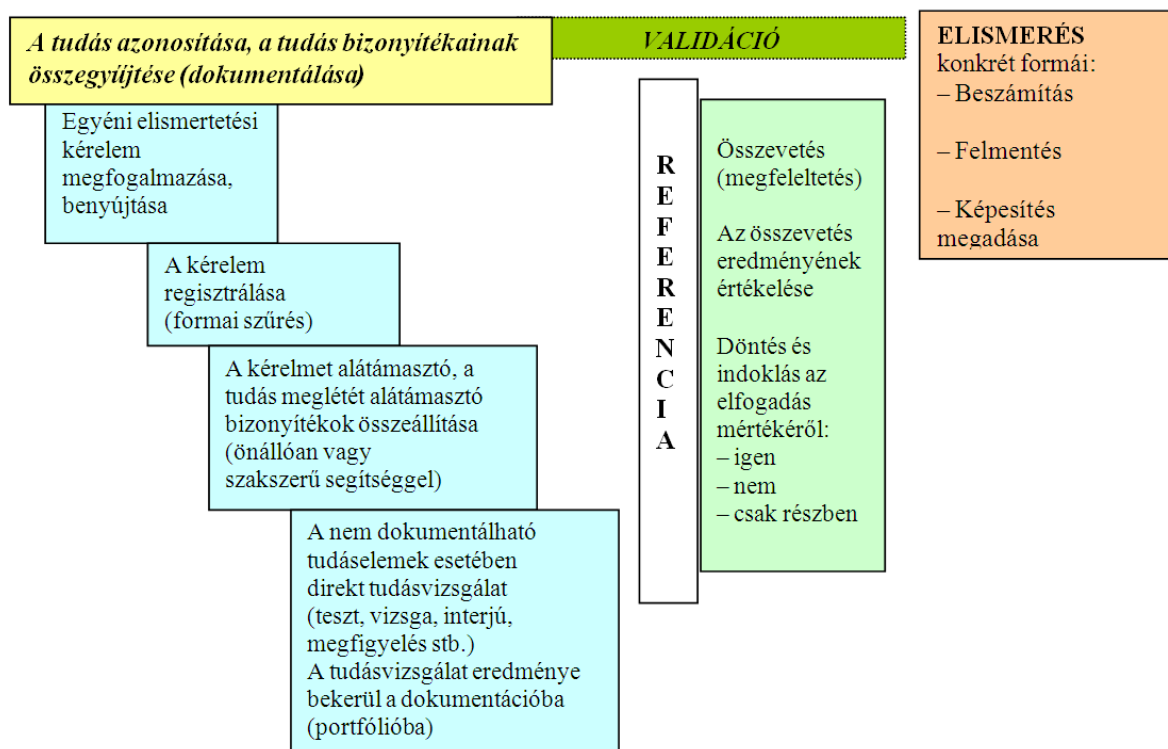 A tudás azonosítása, a tudás bizonyítékainak
összegyűjtése (dokumentálása)
Egyéni elismertetési
kérelem
megfogalmazása,
benyújtása
A kérelem
regisztrálása
(formai szűrés)
A kérelmet alátámasztó, a
tudás meglétét alátámasztó
bizonyítékok összeállítása
(önállóan vagy
szakszerű segítséggel)
A nem dokumentálható
tudáselemek esetében
direkt tudásvizsgálat
(teszt, vizsga, interjú,
megfigyelés stb.)
A tudásvizsgálat eredménye
bekerül a dokumentációba
(portfólióba)
VALIDÁCIÓ
R
E
F
E
R
E
N
C
I
A
Összevetés
(megfeleltetés)
Az összevetés
eredményének
értékelése
Döntés és
indoklás az
elfogadás
mértékéről:
– igen
– nem
– csak részben
ELISMERÉS
konkrét formái:
– Beszámítás
– Felmentés
– Képesítés
megadása